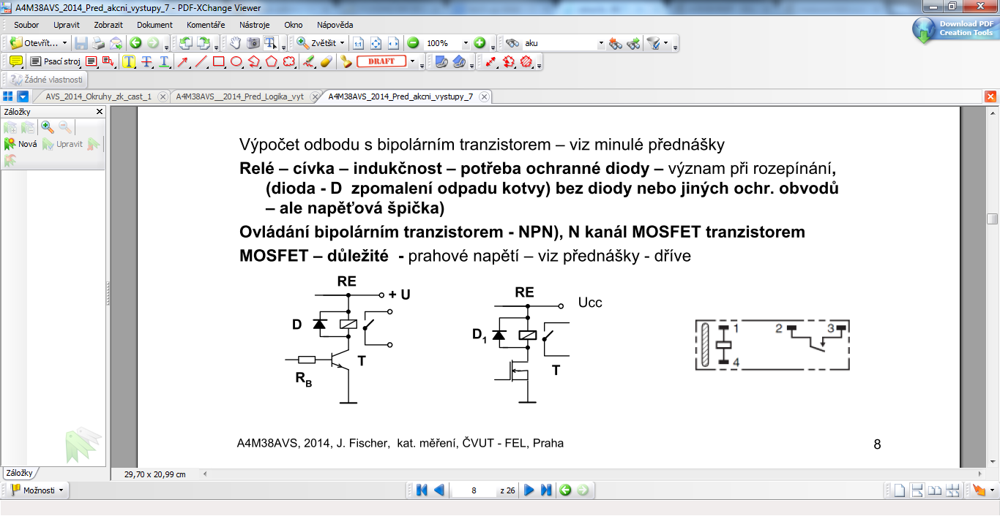 A4M38AVS_2014_Pred_akcni_vystupy_7 - PDF-XChange Viewer
Soubor Upravit Zobrazit Dokument Komentáře Nástroje Okno Nápověda
Download PDF
Creation Tools
Otevřít... Zvětšit 1:1 100% aku
Psací stroj T T T DRAFT
Žádné vlastnosti
AVS_2014_Okruhy_zk_cast_1 A4M38AVS__2014_Pred_Logika_vyt A4M38AVS_2014_Pred_akcni_vystupy_7
Záložky
Nová Upravit
Výpočet odbodu s bipolárním tranzistorem – viz minulé přednášky
Relé – cívka – indukčnost – potřeba ochranné diody – význam při rozepínání,
(dioda - D zpomalení odpadu kotvy) bez diody nebo jiných ochr. obvodů
– ale napěťová špička)
Ovládání bipolárním tranzistorem - NPN), N kanál MOSFET tranzistorem
MOSFET – důležité - prahové napětí – viz přednášky - dříve
RE
+ U
D
T
RB
RE
Ucc
D1
T
1 2 3
4
A4M38AVS, 2014, J. Fischer, kat. měření, ČVUT - FEL, Praha
8
Záložky
29,70 x 20,99 cm
Možnosti
8 z 26